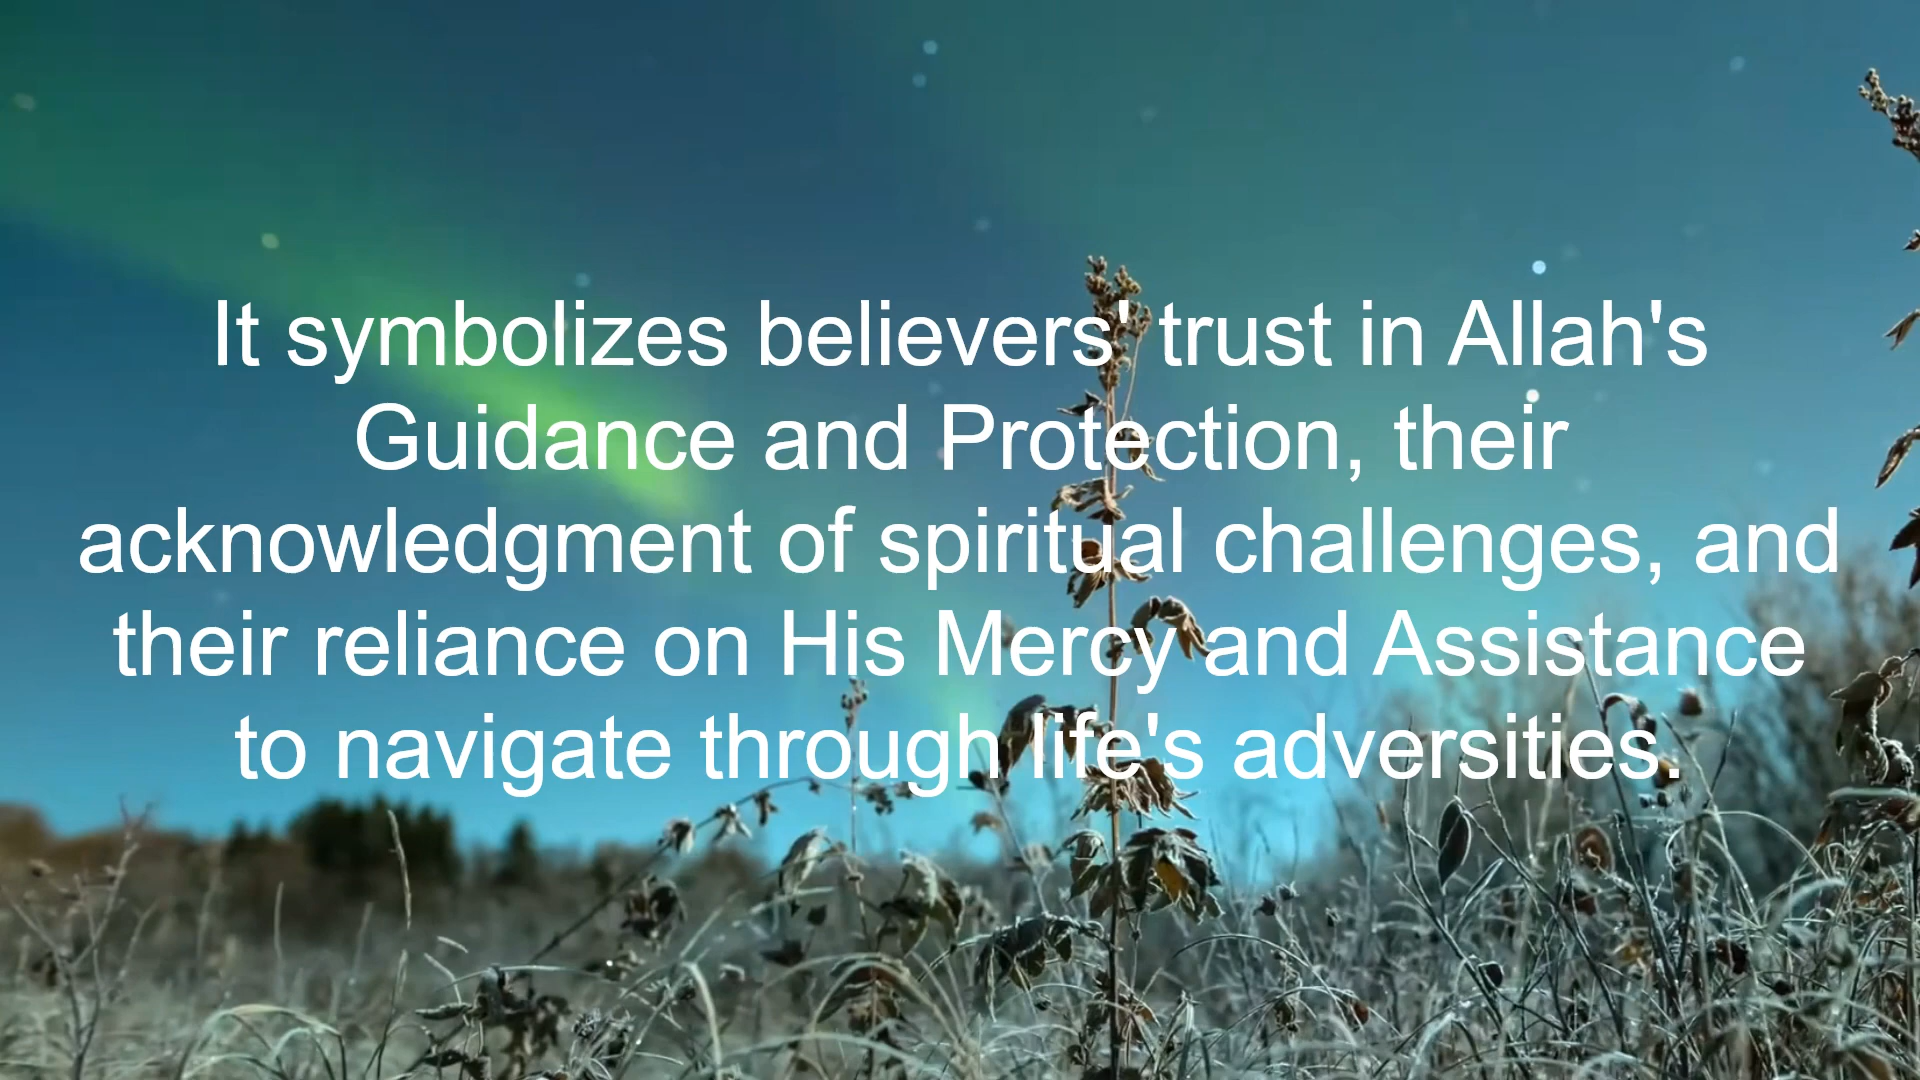 It symbolizes believers' trust in Allah's
Guidance and Protection, their
acknowledgment of spiritual challenges, and
their reliance on His Mercy and Assistance
to navigate through life's adversities.